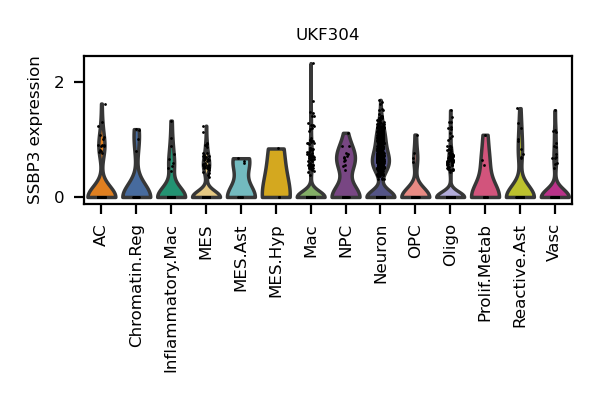 UKF304
SSBP3 expression
2
0
AC
Chromatin.Reg
Inflammatory.Mac
MES
MES.Ast
MES.Hyp
Mac
NPC
Neuron
OPC
Oligo
Prolif.Metab
Reactive.Ast
Vasc